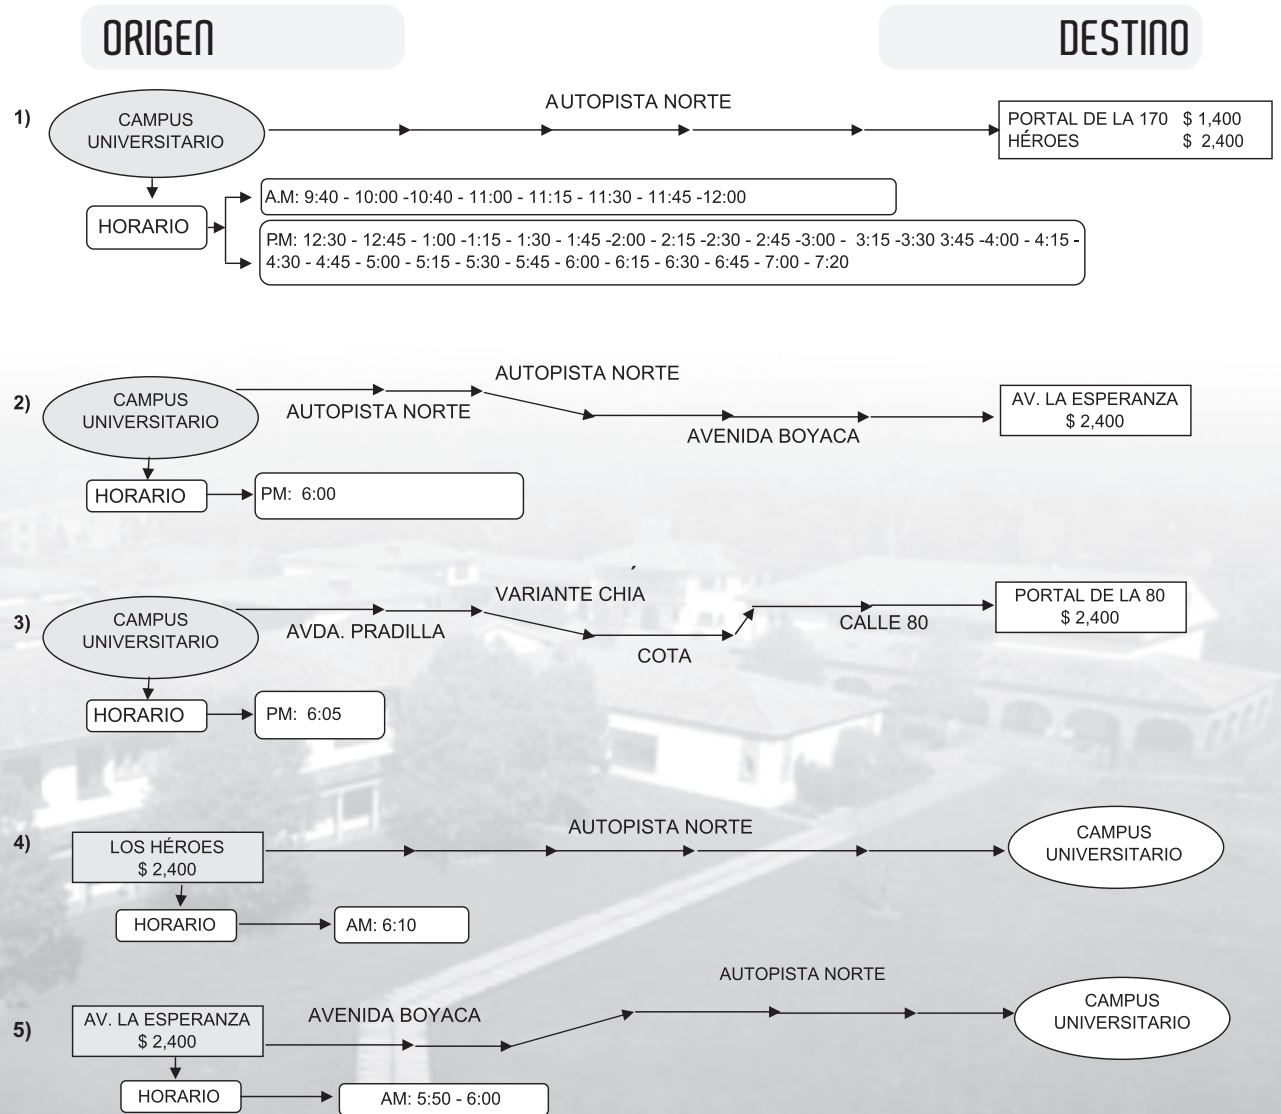 ORIGEN
DESTINO
1)
CAMPUS
UNIVERSITARIO
AUTOPISTA NORTE
PORTAL DE LA 170 $ 1,400
HÉROES $ 2,400
HORARIO
A.M: 9:40 - 10:00 -10:40 - 11:00 - 11:15 - 11:30 - 11:45 -12:00
P.M: 12:30 - 12:45 - 1:00 -1:15 - 1:30 - 1:45 -2:00 - 2:15 -2:30 - 2:45 -3:00 - 3:15 -3:30 3:45 -4:00 - 4:15 -
4:30 - 4:45 - 5:00 - 5:15 - 5:30 - 5:45 - 6:00 - 6:15 - 6:30 - 6:45 - 7:00 - 7:20
2)
CAMPUS
UNIVERSITARIO
AUTOPISTA NORTE
AUTOPISTA NORTE
AVENIDA BOYACA
AV. LA ESPERANZA
$ 2,400
HORARIO
PM: 6:00
3)
CAMPUS
UNIVERSITARIO
AVDA. PRADILLA
VARIANTE CHÍA
COTA
CALLE 80
PORTAL DE LA 80
$ 2,400
HORARIO
PM: 6:05
4)
LOS HÉROES
$ 2,400
AUTOPISTA NORTE
CAMPUS
UNIVERSITARIO
HORARIO
AM: 6:10
5)
AV. LA ESPERANZA
$ 2,400
AVENIDA BOYACA
AUTOPISTA NORTE
CAMPUS
UNIVERSITARIO
HORARIO
AM: 5:50 - 6:00